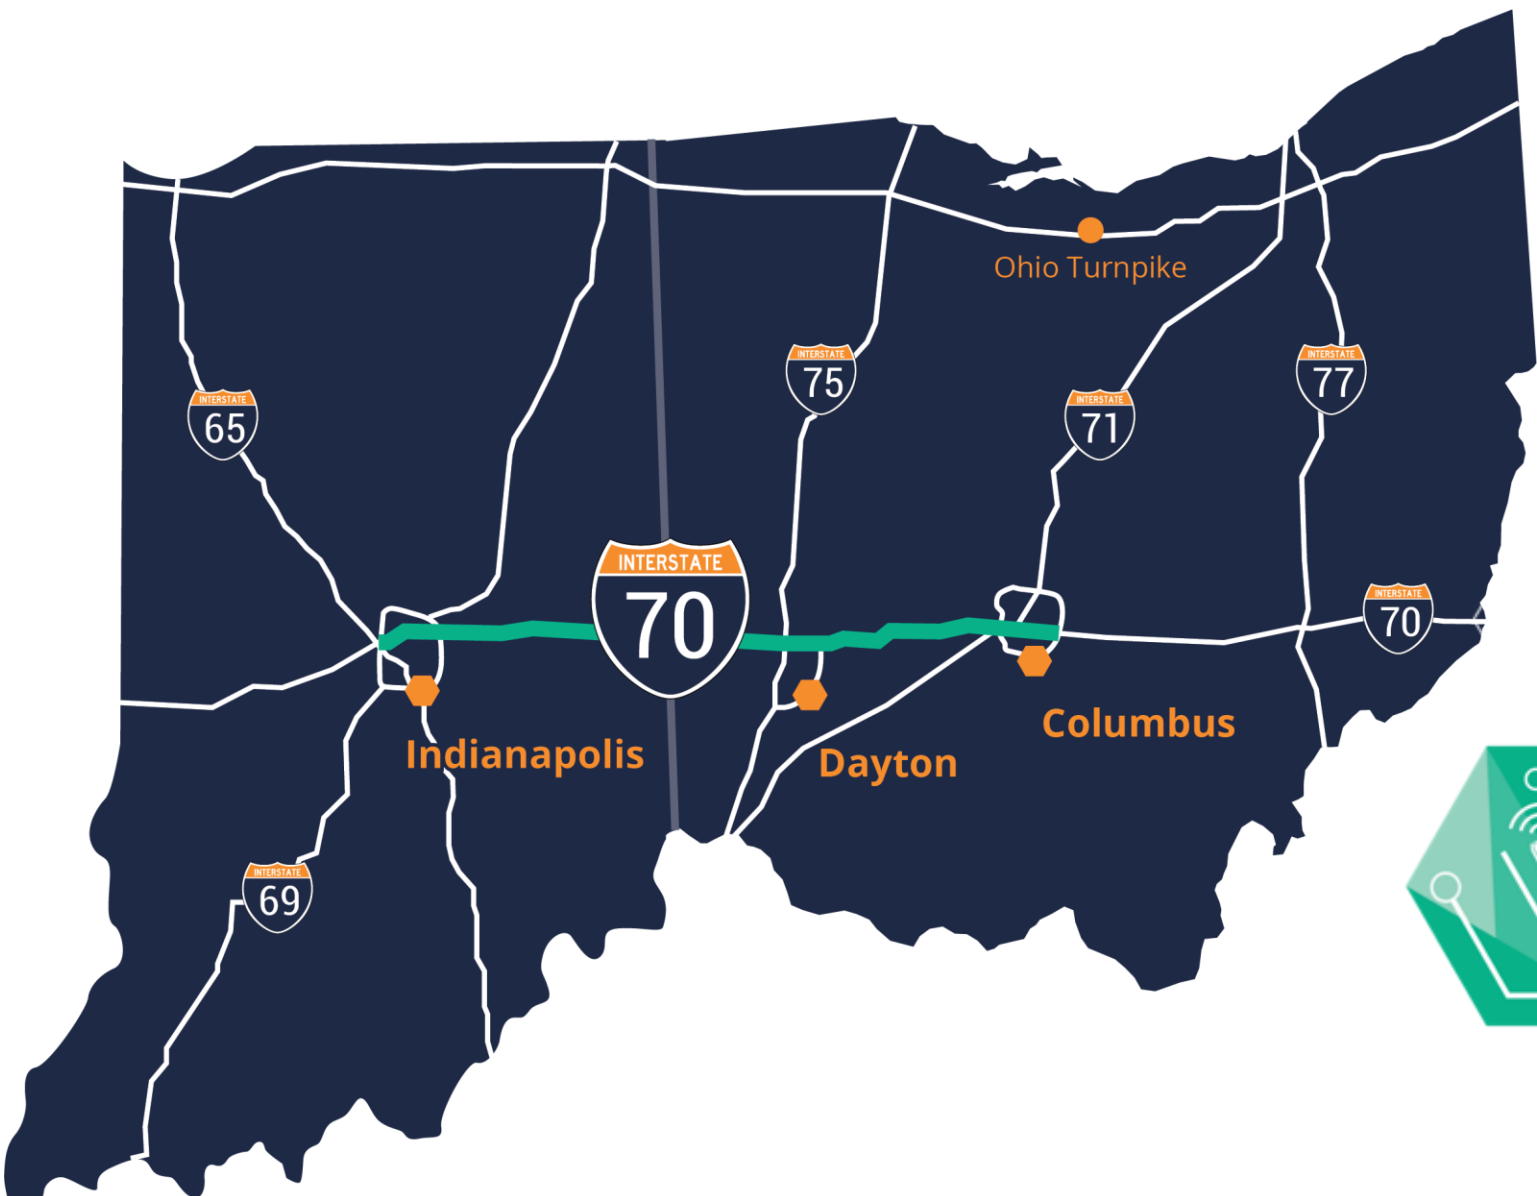 Ohio Turnpike
INTERSTATE
75
INTERSTATE
77
INTERSTATE
65
INTERSTATE
71
INTERSTATE
70
INTERSTATE
70
Indianapolis
Dayton
Columbus
INTERSTATE
69